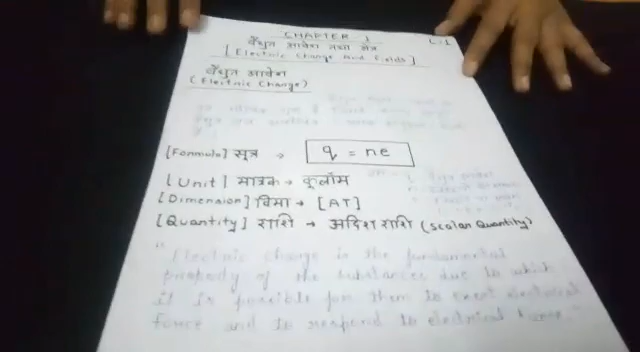 CHAPTER 1
L-1
वैद्युत आवेश तथा क्षेत्र
[Electric Charge And Fields]
वैद्युत आवेश
(Electric Charge)
[Formula] सूत्र → q = ne
[Unit] मात्रक → कूलॉम
[Dimension] विमा → [AT]
[Quantity] राशि → अदिश राशि (Scalar Quantity)
"Electric Charge is the fundamental
property of the substances due to which
it is possible for them to exert electrical
force and to respond to electrical force."